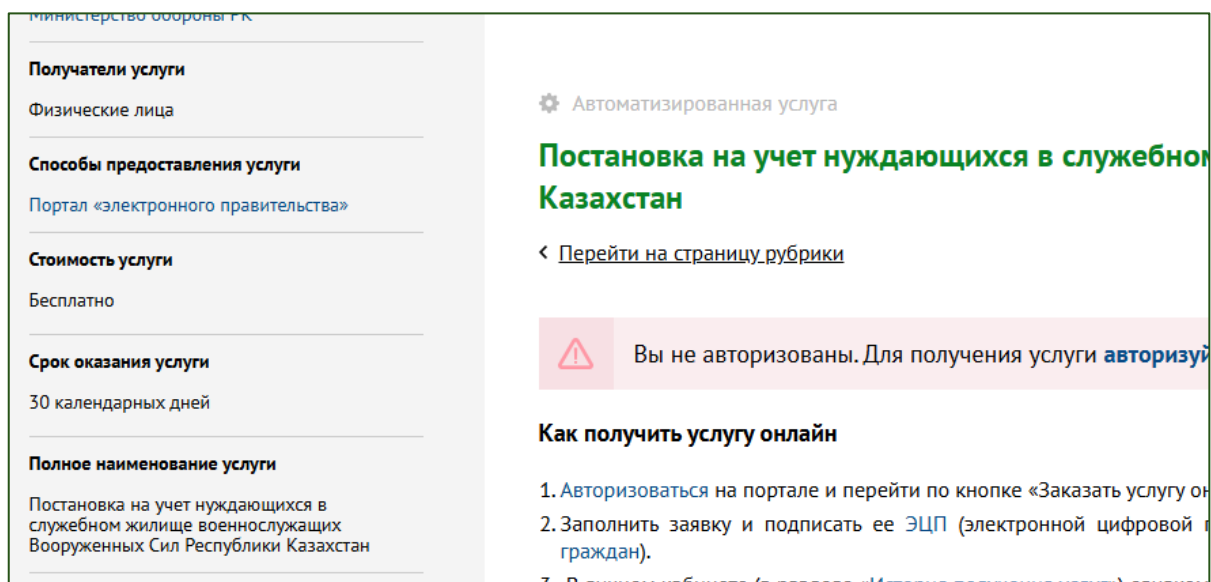 Министерство обороны РК
Получатели услуги
Физические лица
Способы предоставления услуги
Портал «электронного правительства»
Стоимость услуги
Бесплатно
Срок оказания услуги
30 календарных дней
Полное наименование услуги
Постановка на учет нуждающихся в
служебном жилище военнослужащих
Вооруженных Сил Республики Казахстан
Автоматизированная услуга
Постановка на учет нуждающихся в
Казахстан
Перейти на страницу рубрики
Вы не авторизованы. Для получения услуги
Как получить услугу онлайн
1. Авторизоваться на портале и перейти по кнопке «Заказать услугу
2. Заполнить заявку и подписать ее ЭЦП (электронной цифровой
граждан).